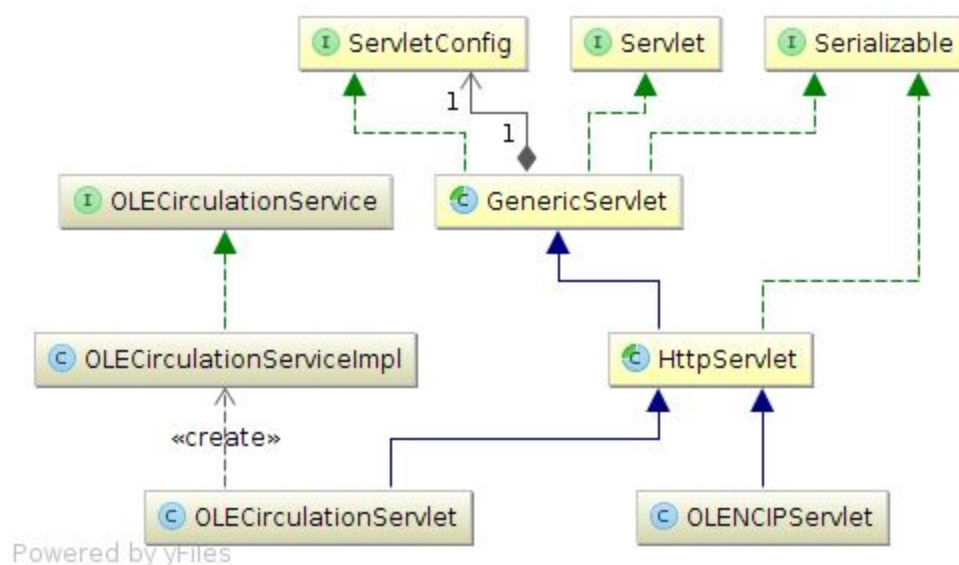 I ServletConfig
I Servlet
I Serializable
1
1
I OLECirculationService
C GenericServlet
C OLECirculationServiceImpl
C HttpServlet
«create»
C OLECirculationServlet
C OLENCIPServlet
Powered by yFiles